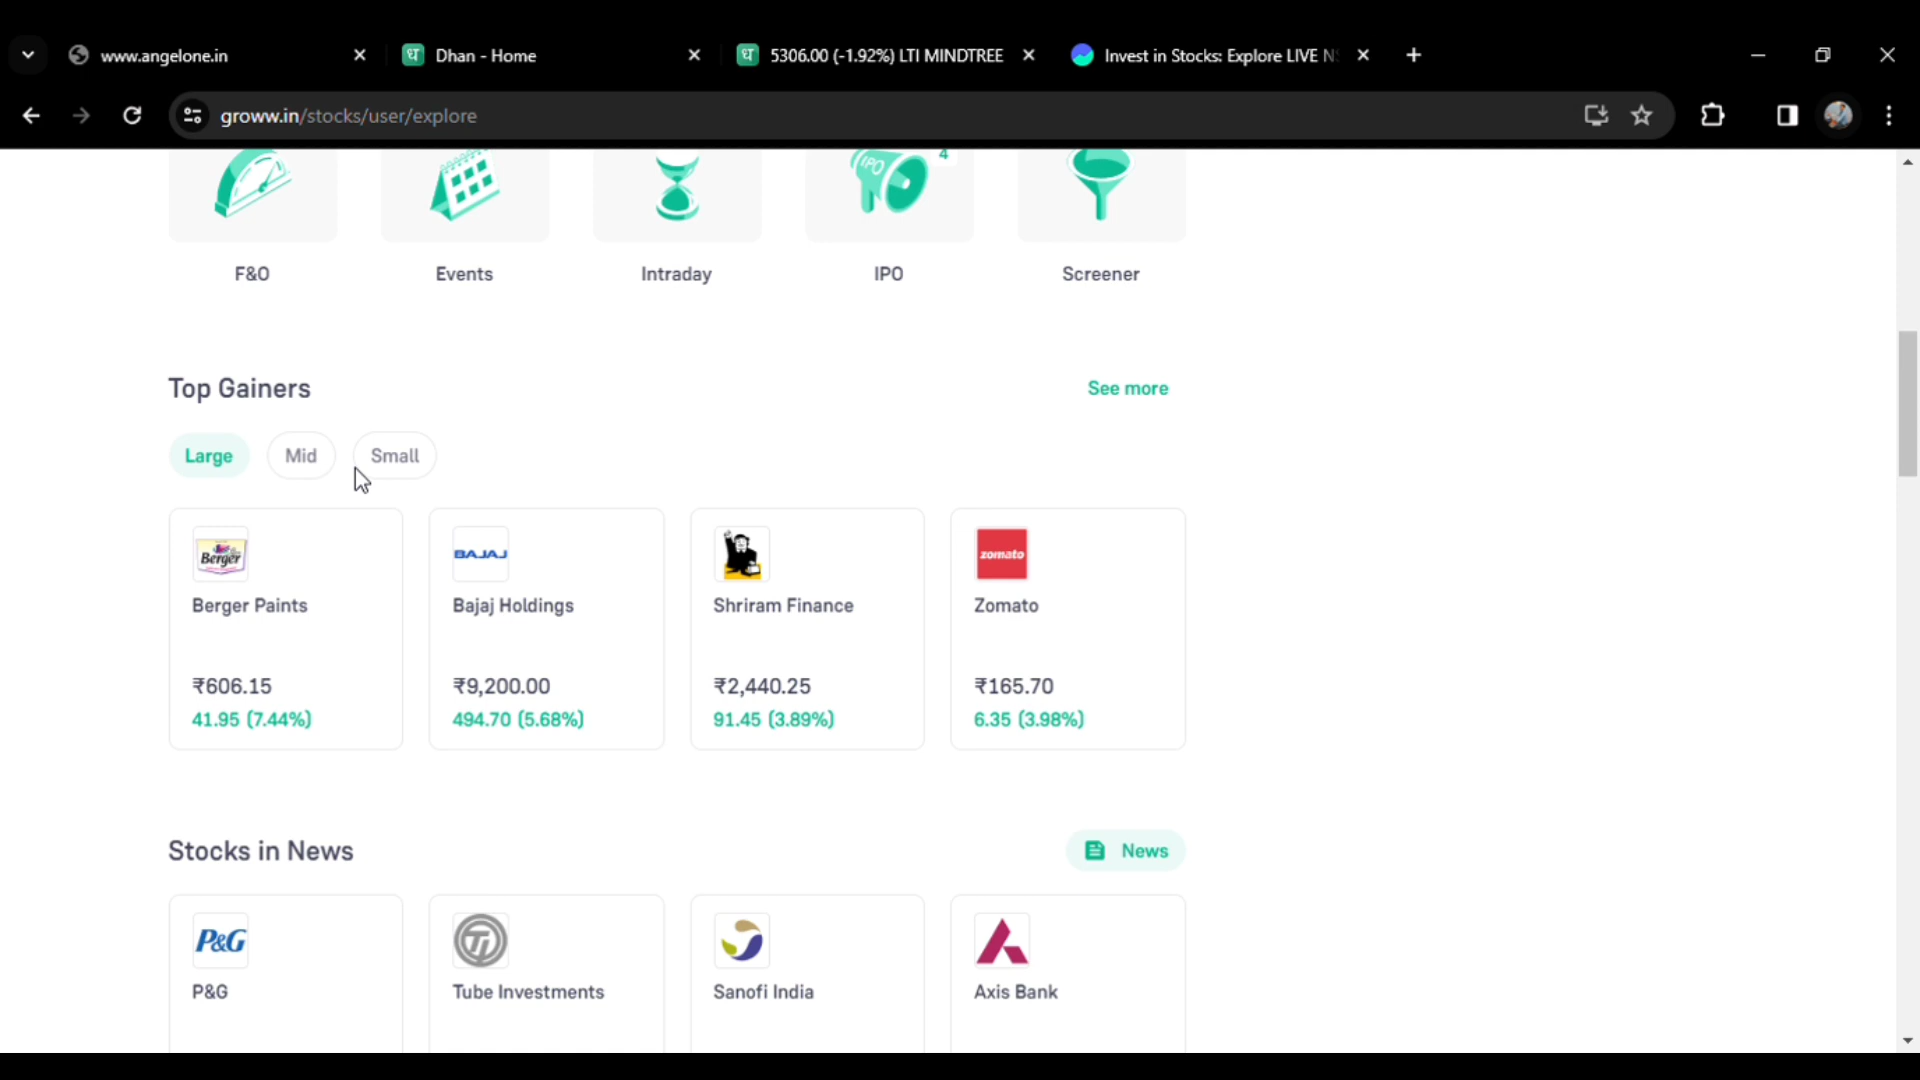 www.angelone.in
ધ Dhan - Home
ધ 5306.00 (-1.92%) LTI MINDTREE
Invest in Stocks: Explore LIVE N
groww.in/stocks/user/explore
IPO
4
F&O
Events
Intraday
IPO
Screener
Top Gainers
See more
Large
Mid
Small
Berger
BAJAJ
zomato
Berger Paints
Bajaj Holdings
Shriram Finance
Zomato
₹606.15
₹9,200.00
₹2,440.25
₹165.70
41.95 (7.44%)
494.70 (5.68%)
91.45 (3.89%)
6.35 (3.98%)
Stocks in News
News
P&G
P&G
Tube Investments
Sanofi India
Axis Bank